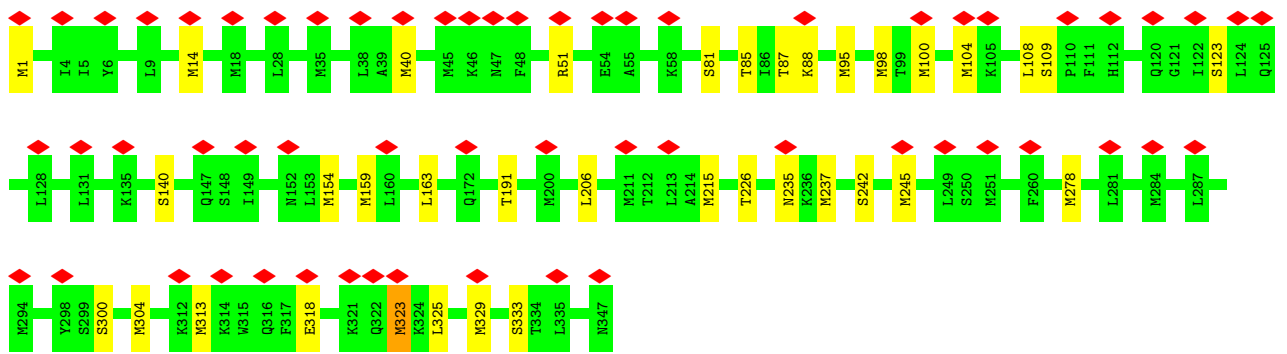 M1 I4 I5 Y6 L9 M14 M18 L28 M35 L38 A39 M40 M45 K46 N47 F48 R51 E54 A55 K58 S81 T85 I86 T87 K88 M95 M98 T99 M100 M104 K105 L108 S109 P110 F111 H112 Q120 G121 I122 S123 L124 Q125
L128 L131 K135 S140 Q147 S148 I149 N152 L153 M154 M159 L160 L163 Q172 T191 M200 L206 M211 T212 L213 A214 M215 T226 N235 K236 M237 S242 M245 L249 S250 M251 F260 M278 L281 M284 L287
M294 Y298 S299 S300 M304 K312 M313 K314 W315 Q316 F317 E318 K321 Q322 M323 K324 L325 M329 S333 T334 L335 N347